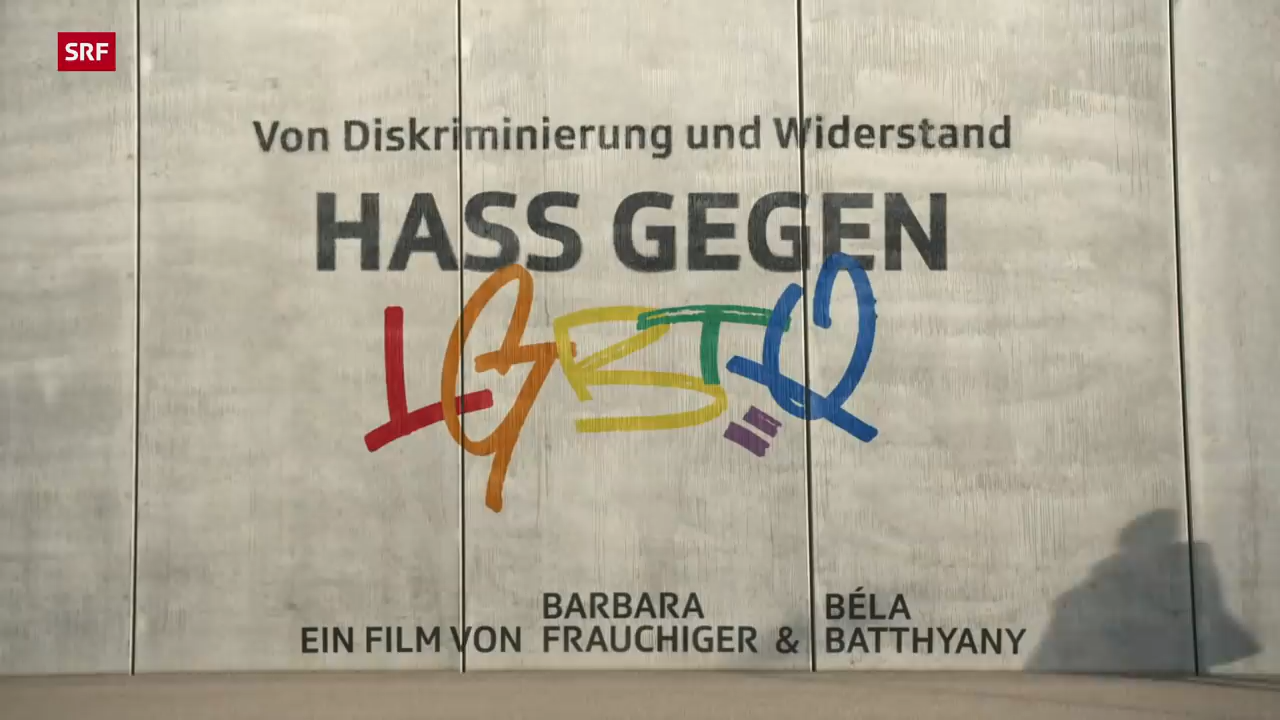 SRF
Von Diskriminierung und Widerstand
HASS GEGEN
LGBTQ
EIN FILM VON BARBARA FRAUCHIGER & BÉLA BATTHYANY